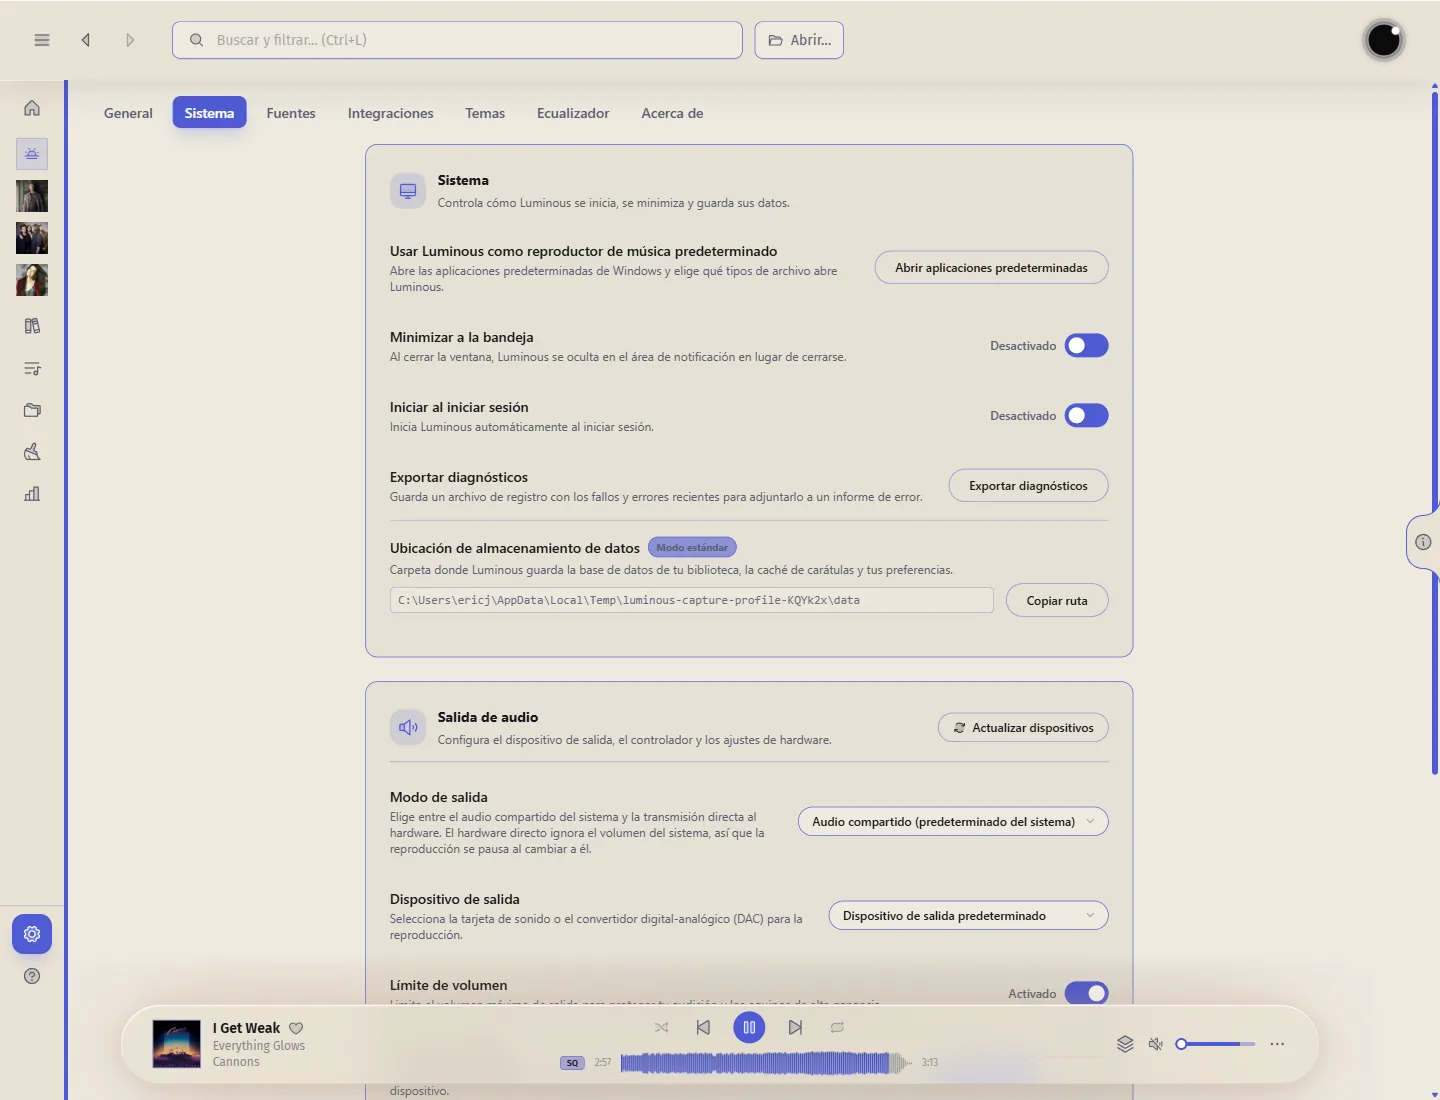 Buscar y filtrar... (Ctrl+L)
Abrir...
General
Sistema
Fuentes
Integraciones
Temas
Ecualizador
Acerca de
Sistema
Controla cómo Luminous se inicia, se minimiza y guarda sus datos.
Usar Luminous como reproductor de música predeterminado
Abre las aplicaciones predeterminadas de Windows y elige qué tipos de archivo abre
Luminous.
Abrir aplicaciones predeterminadas
Minimizar a la bandeja
Al cerrar la ventana, Luminous se oculta en el área de notificación en lugar de cerrarse.
Desactivado
Iniciar al iniciar sesión
Inicia Luminous automáticamente al iniciar sesión.
Desactivado
Exportar diagnósticos
Guarda un archivo de registro con los fallos y errores recientes para adjuntarlo a un informe de error.
Exportar diagnósticos
Ubicación de almacenamiento de datos
Modo estándar
Carpeta donde Luminous guarda la base de datos de tu biblioteca, la caché de carátulas y tus preferencias.
C:\Users\ericj\AppData\Local\Temp\luminous-capture-profile-KQYk2x\data
Copiar ruta
Salida de audio
Configura el dispositivo de salida, el controlador y los ajustes de hardware.
Actualizar dispositivos
Modo de salida
Elige entre el audio compartido del sistema y la transmisión directa al
hardware. El hardware directo ignora el volumen del sistema, así que la
reproducción se pausa al cambiar a él.
Audio compartido (predeterminado del sistema)
Dispositivo de salida
Selecciona la tarjeta de sonido o el convertidor digital-analógico (DAC) para la
reproducción.
Dispositivo de salida predeterminado
Límite de volumen
Activado
I Get Weak
Everything Glows
Cannons
SQ
2:57
3:13
dispositivo.